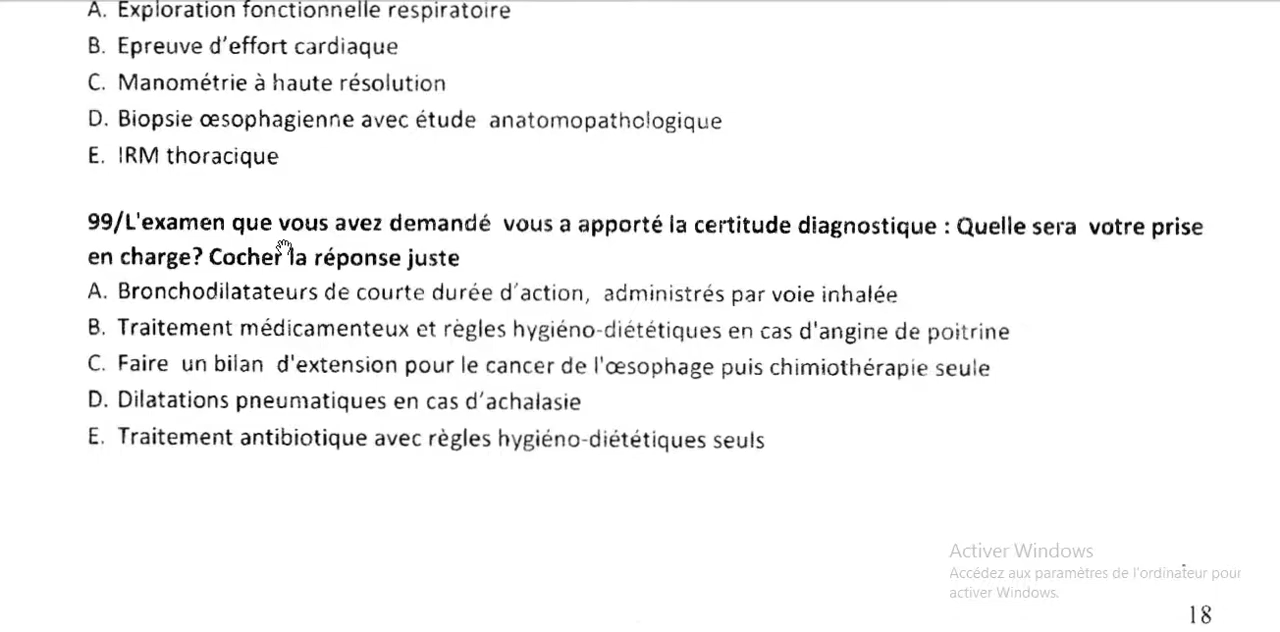 A. Exploration fonctionnelle respiratoire
B. Epreuve d'effort cardiaque
C. Manométrie à haute résolution
D. Biopsie œsophagienne avec étude anatomopathologique
E. IRM thoracique
99/L'examen que vous avez demandé vous a apporté la certitude diagnostique : Quelle sera votre prise
en charge? Cocher la réponse juste
A. Bronchodilatateurs de courte durée d'action, administrés par voie inhalée
B. Traitement médicamenteux et règles hygiéno-diététiques en cas d'angine de poitrine
C. Faire un bilan d'extension pour le cancer de l'œsophage puis chimiothérapie seule
D. Dilatations pneumatiques en cas d'achalasie
E. Traitement antibiotique avec règles hygiéno-diététiques seuls
Activer Windows
Accédez aux paramètres de l'ordinateur pour
activer Windows.
18